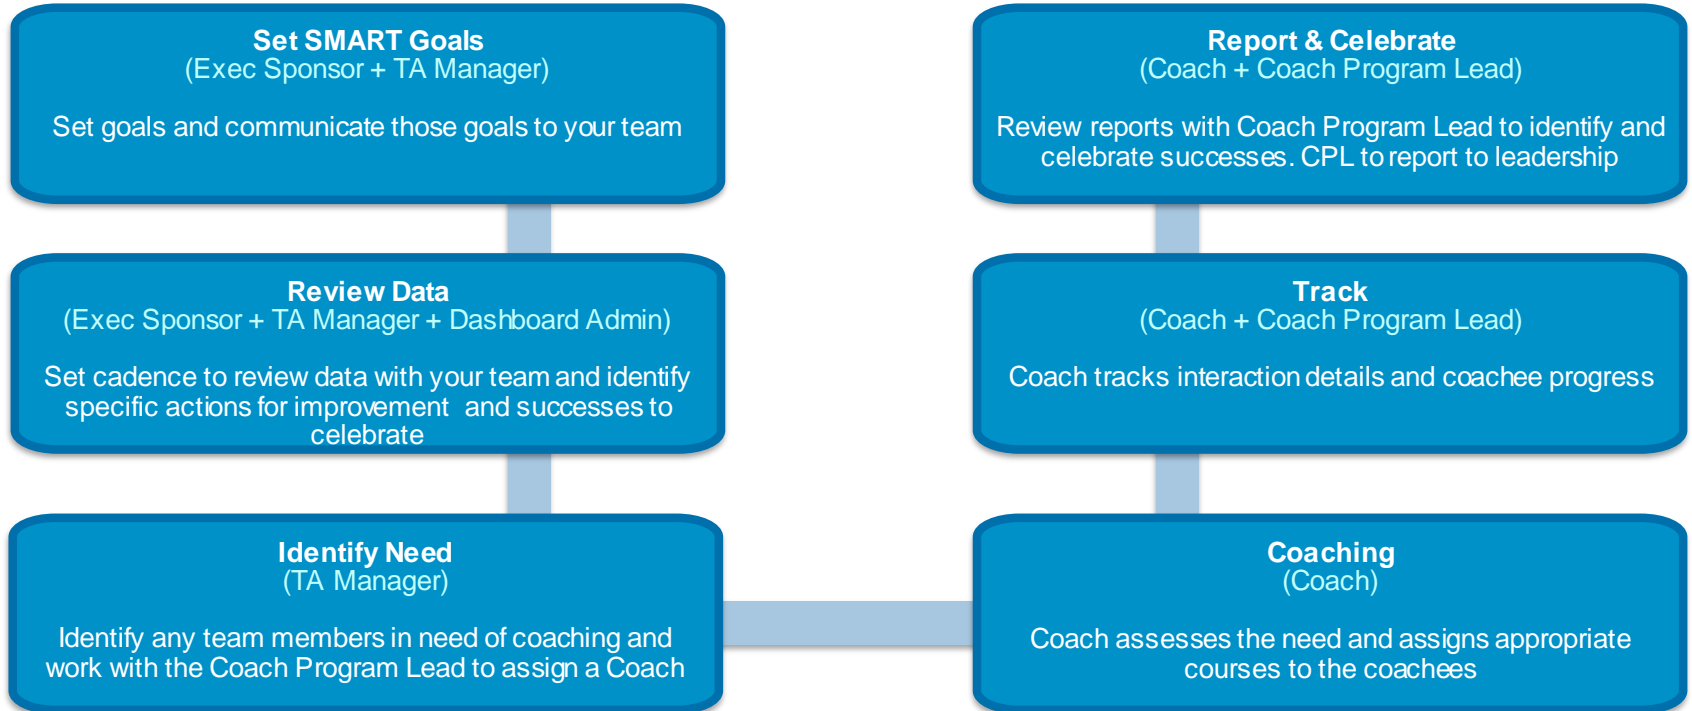 Set SMART Goals
(Exec Sponsor + TA Manager)
Set goals and communicate those goals to your team
Review Data
(Exec Sponsor + TA Manager + Dashboard Admin)
Set cadence to review data with your team and identify
specific actions for improvement and successes to
celebrate
Identify Need
(TA Manager)
Identify any team members in need of coaching and
work with the Coach Program Lead to assign a Coach
Coaching
(Coach)
Coach assesses the need and assigns appropriate
courses to the coachees
Track
(Coach + Coach Program Lead)
Coach tracks interaction details and coachee progress
Report & Celebrate
(Coach + Coach Program Lead)
Review reports with Coach Program Lead to identify and
celebrate successes. CPL to report to leadership